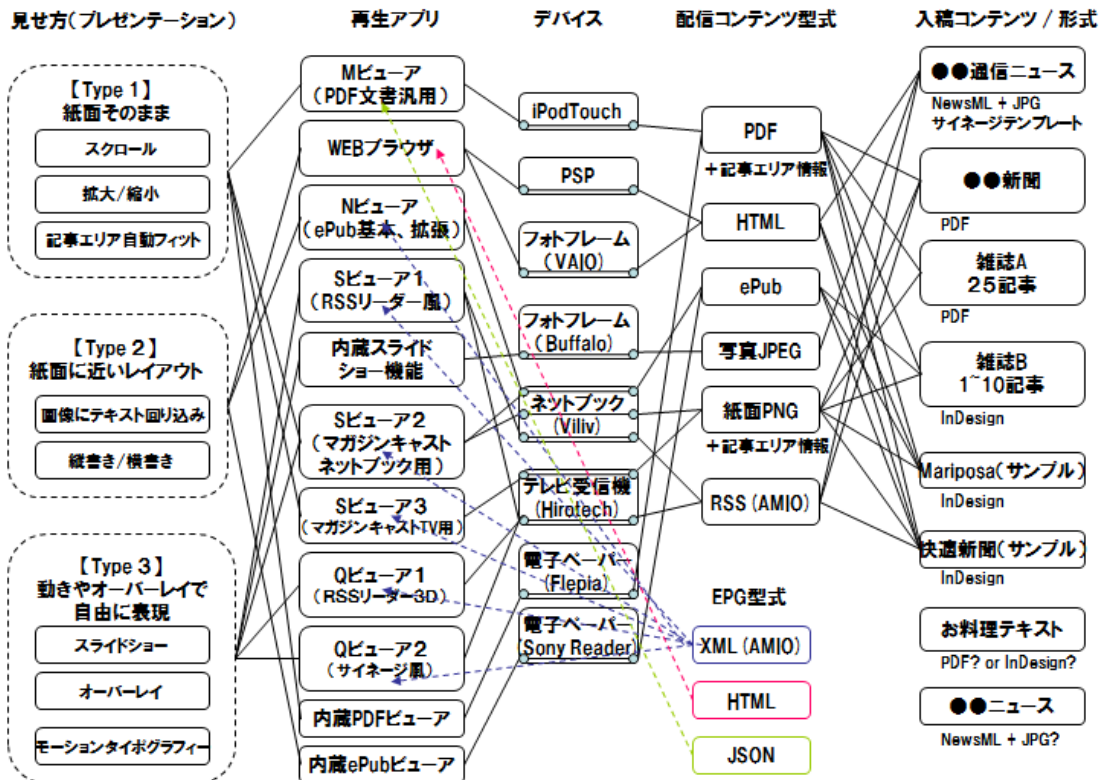 見せ方(プレゼンテーション)
再生アプリ
デバイス
配信コンテンツ型式
入稿コンテンツ / 形式
【Type 1】
紙面そのまま
スクロール
拡大/縮小
記事エリア自動フィット
【Type 2】
紙面に近いレイアウト
画像にテキスト回り込み
縦書き/横書き
【Type 3】
動きやオーバーレイで
自由に表現
スライドショー
オーバーレイ
モーションタイポグラフィー
Mビューア
(PDF文書汎用)
WEBブラウザ
Nビューア
(ePub基本、拡張)
Sビューア1
(RSSリーダー風)
内蔵スライド
ショー機能
Sビューア2
(マガジンキャスト
ネットブック用)
Sビューア3
(マガジンキャストTV用)
Qビューア1
(RSSリーダー3D)
Qビューア2
(サイネージ風)
内蔵PDFビューア
内蔵ePubビューア
iPodTouch
PSP
フォトフレーム
(VAIO)
フォトフレーム
(Buffalo)
ネットブック
(Viliv)
テレビ受信機
(Hirotech)
電子ペーパー
(Flepia)
電子ペーパー
(Sony Reader)
PDF
+記事エリア情報
HTML
ePub
写真JPEG
紙面PNG
+記事エリア情報
RSS (AMIO)
EPG型式
XML (AMIO)
HTML
JSON
●●通信ニュース
NewsML + JPG
サイネージテンプレート
●●新聞
PDF
雑誌A
25記事
PDF
雑誌B
1~10記事
InDesign
Mariposa(サンプル)
InDesign
快適新聞(サンプル)
InDesign
お料理テキスト
PDF? or InDesign?
●●ニュース
NewsML + JPG?